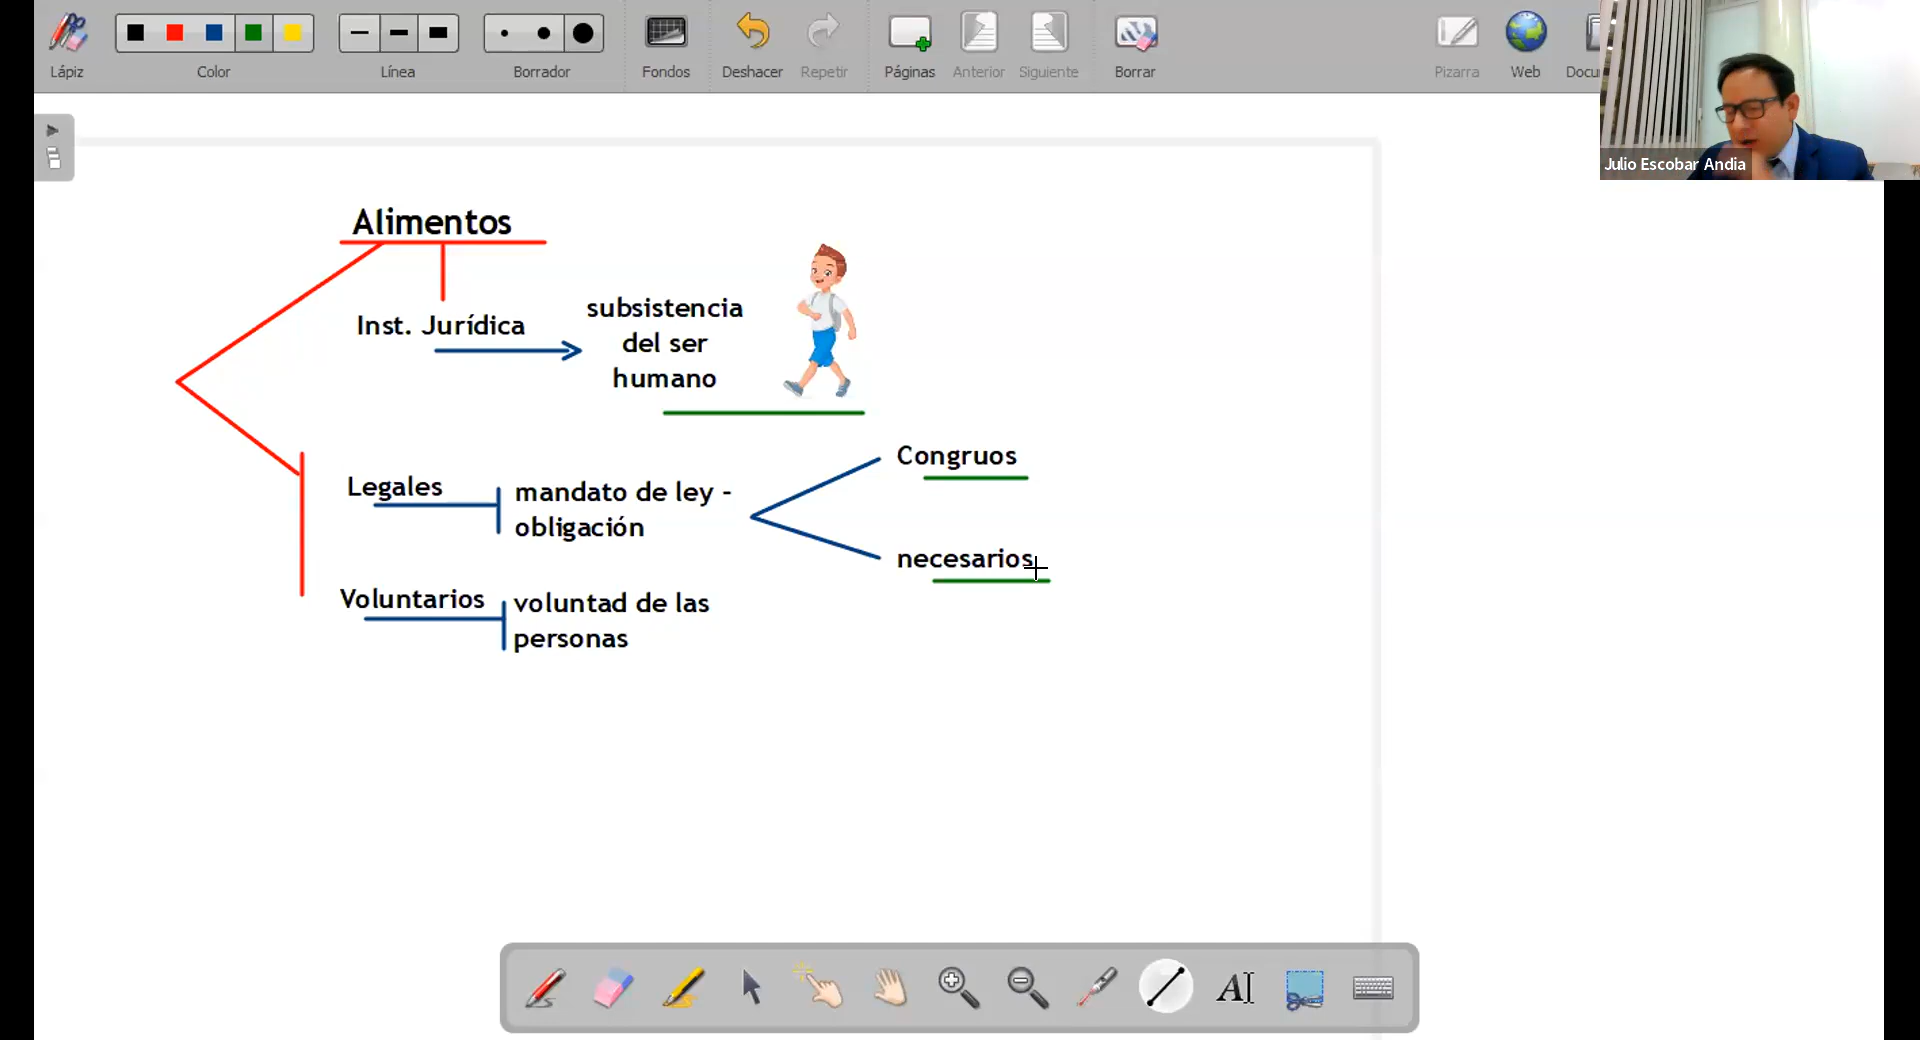 Lápiz
Color
Línea
Borrador
Fondos
Deshacer
Repetir
Páginas
Anterior
Siguiente
Borrar
Pizarra
Web
Docu
Julio Escobar Andia
Alimentos
Inst. Jurídica
subsistencia
del ser
humano
Congruos
Legales
mandato de ley -
obligación
necesarios
Voluntarios
voluntad de las
personas
AI